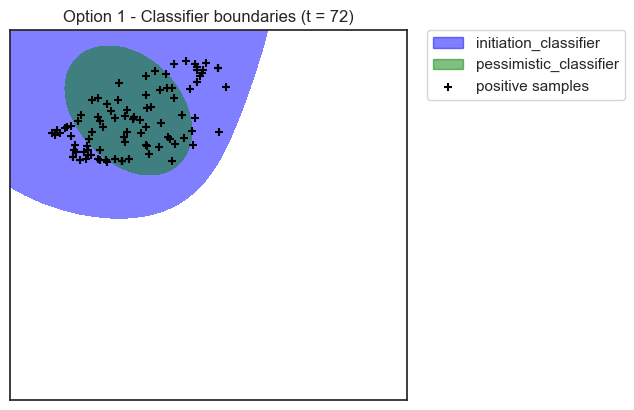 Option 1 - Classifier boundaries (t = 72)
initiation_classifier
pessimistic_classifier
positive samples